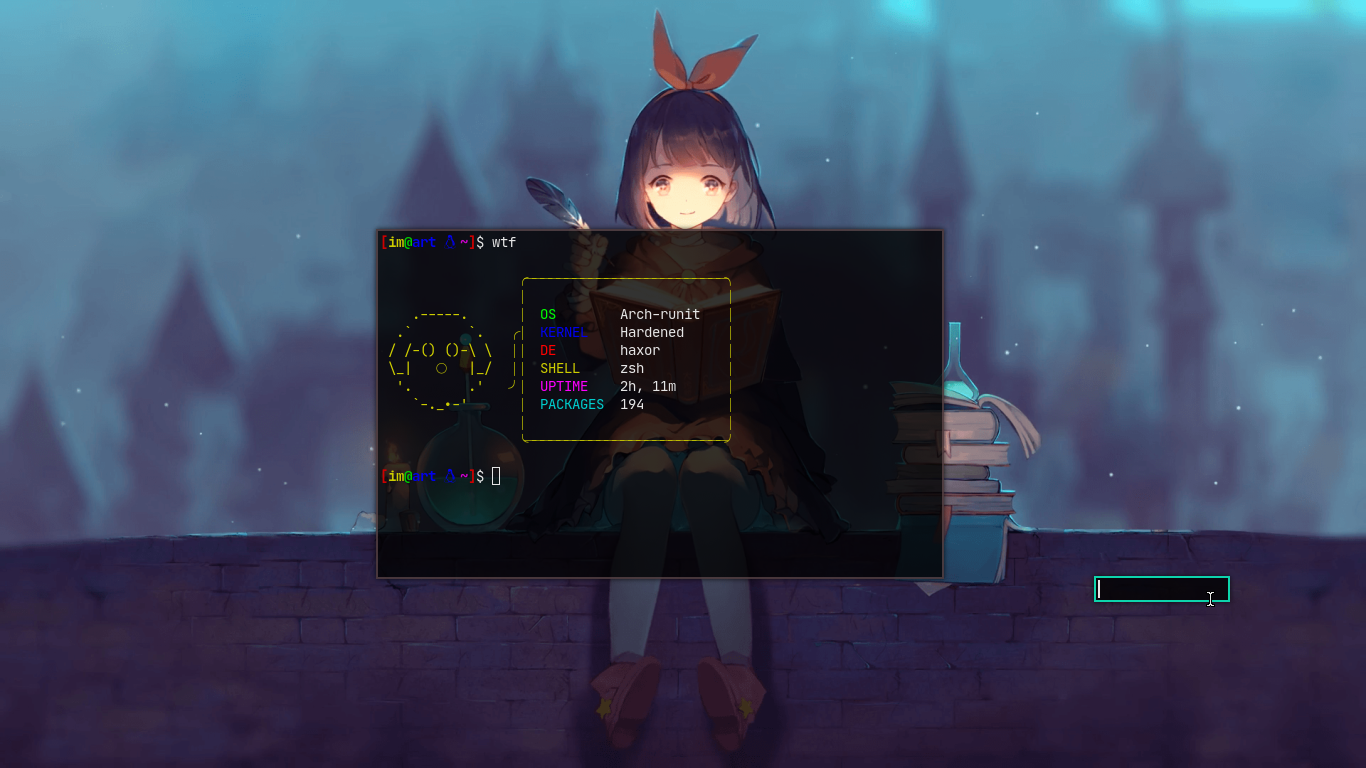 [im@art ~]$ wtf
OS Arch-runit
KERNEL Hardened
DE haxor
SHELL zsh
UPTIME 2h, 11m
PACKAGES 194
[im@art ~]$